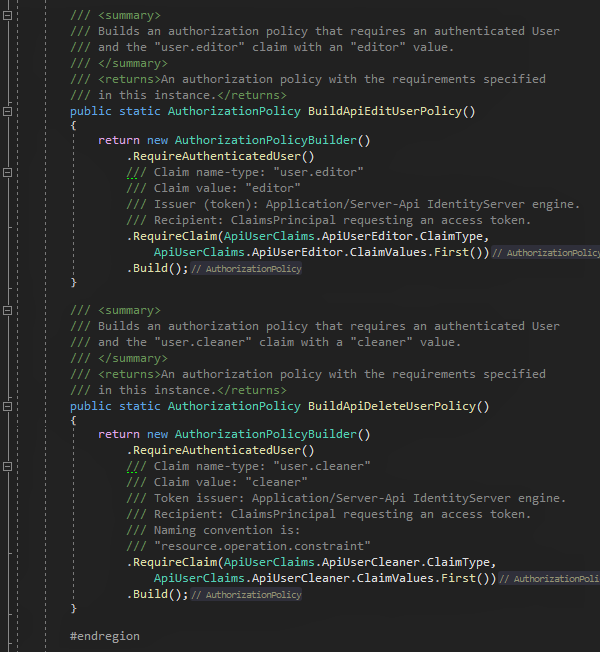 /// <summary>
/// Builds an authorization policy that requires an authenticated User
/// and the "user.editor" claim with an "editor" value.
/// </summary>
/// <returns>An authorization policy with the requirements specified
/// in this instance.</returns>
public static AuthorizationPolicy BuildApiEditUserPolicy()
{
return new AuthorizationPolicyBuilder()
.RequireAuthenticatedUser()
/// Claim name-type: "user.editor"
/// Claim value: "editor"
/// Issuer (token): Application/Server-Api IdentityServer engine.
/// Recipient: ClaimsPrincipal requesting an access token.
.RequireClaim(ApiUserClaims.ApiUserEditor.ClaimType,
ApiUserClaims.ApiUserEditor.ClaimValues.First()) // AuthorizationPolicy
.Build(); // AuthorizationPolicy
}
/// <summary>
/// Builds an authorization policy that requires an authenticated User
/// and the "user.cleaner" claim with a "cleaner" value.
/// </summary>
/// <returns>An authorization policy with the requirements specified
/// in this instance.</returns>
public static AuthorizationPolicy BuildApiDeleteUserPolicy()
{
return new AuthorizationPolicyBuilder()
.RequireAuthenticatedUser()
/// Claim name-type: "user.cleaner"
/// Claim value: "cleaner"
/// Token issuer: Application/Server-Api IdentityServer engine.
/// Recipient: ClaimsPrincipal requesting an access token.
/// Naming convention is:
/// "resource.operation.constraint"
.RequireClaim(ApiUserClaims.ApiUserCleaner.ClaimType,
ApiUserClaims.ApiUserCleaner.ClaimValues.First()) // AuthorizationPoli
.Build(); // AuthorizationPolicy
}
#endregion